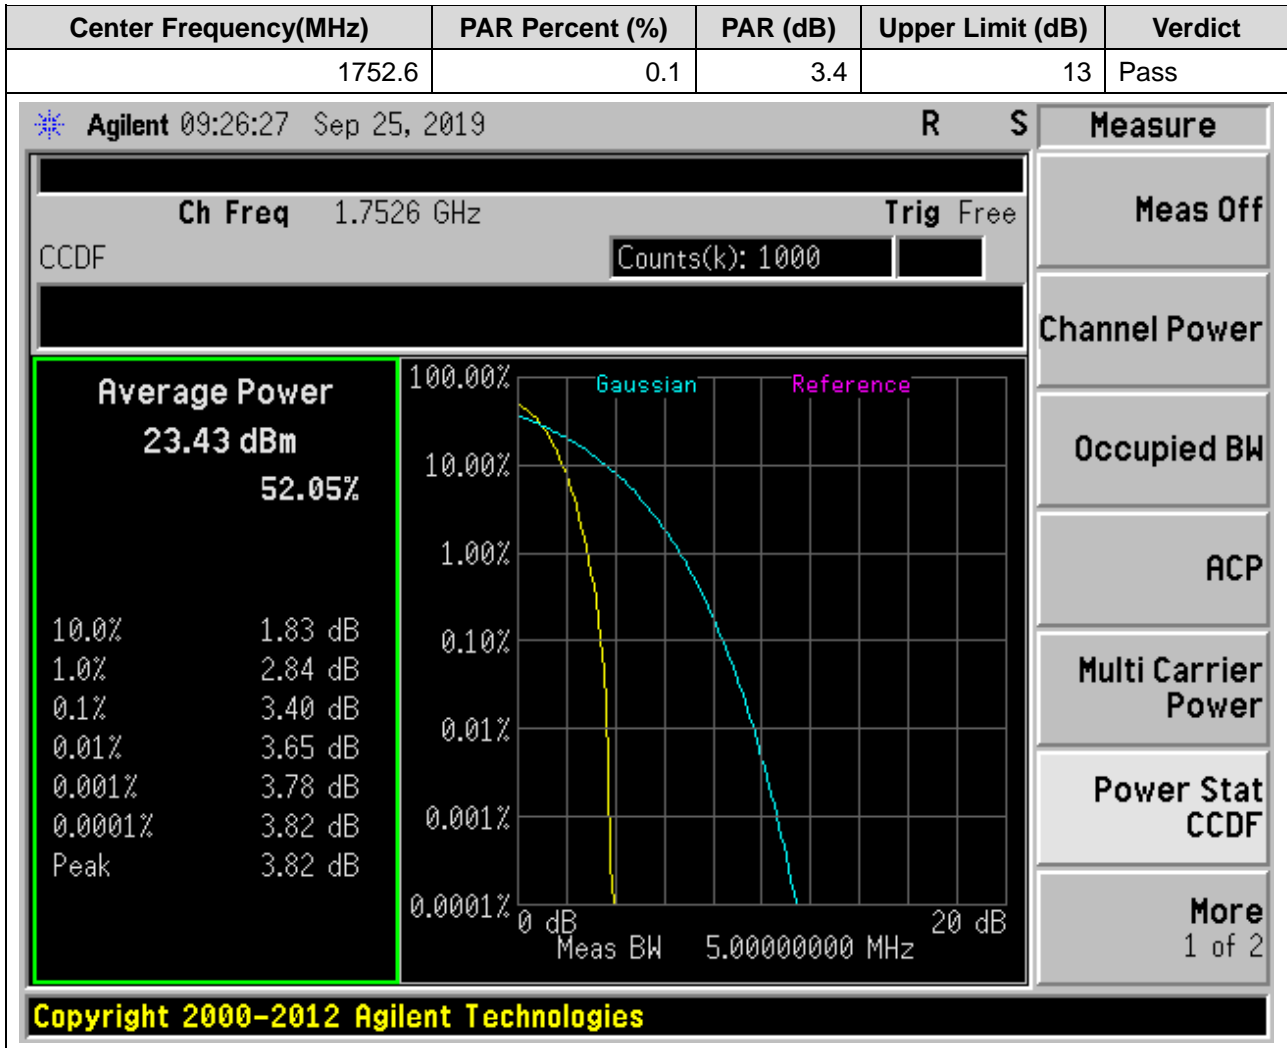 Center Frequency(MHz) PAR Percent (%) PAR (dB) Upper Limit (dB) Verdict
1752.6 0.1 3.4 13 Pass
Agilent 09:26:27 Sep 25, 2019 R S
Measure
Ch Freq 1.7526 GHz Trig Free
CCDF Counts(k): 1000
Meas Off
Channel Power
Occupied BW
ACP
Multi Carrier
Power
Power Stat
CCDF
More
1 of 2
Average Power
23.43 dBm
52.05%
10.0% 1.83 dB
1.0% 2.84 dB
0.1% 3.40 dB
0.01% 3.65 dB
0.001% 3.78 dB
0.0001% 3.82 dB
Peak 3.82 dB
Gaussian Reference
100.00%
10.00%
1.00%
0.10%
0.01%
0.001%
0.0001%
0 dB 20 dB
Meas BW 5.00000000 MHz
Copyright 2000-2012 Agilent Technologies